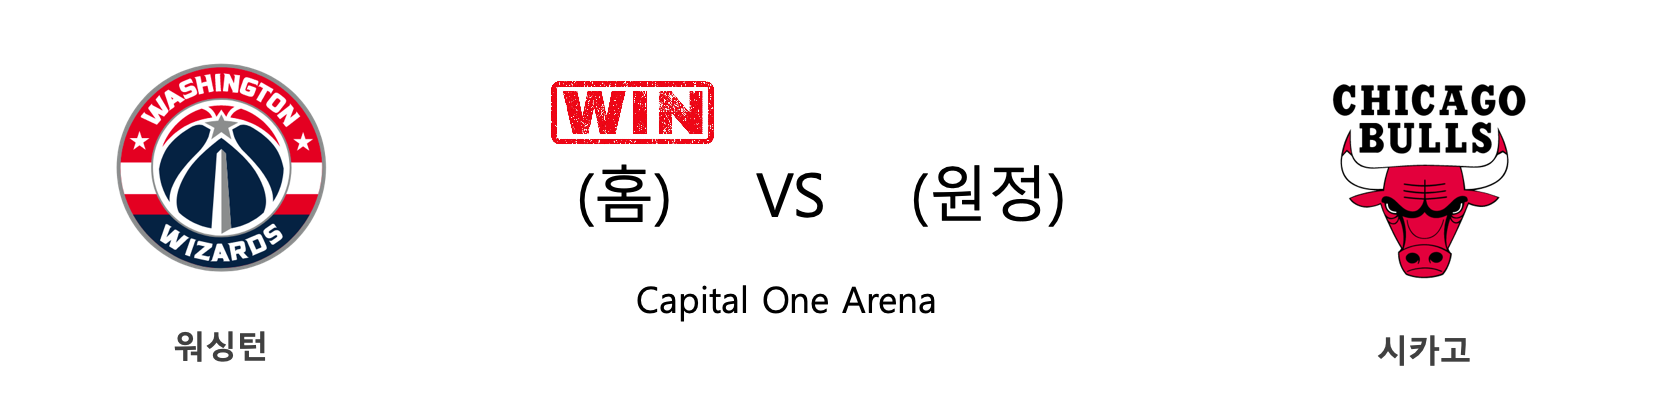 WASHINGTON
WIZARDS
워싱턴
WIN
(홈) VS (원정)
Capital One Arena
CHICAGO
BULLS
시카고